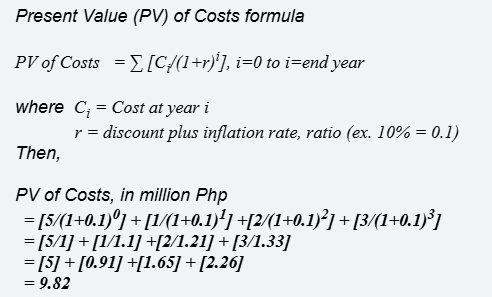 Present Value (PV) of Costs formula
PV of Costs = ∑ [Cᵢ/(1+r)ⁱ], i=0 to i=end year
where Cᵢ = Cost at year i
r = discount plus inflation rate, ratio (ex. 10% = 0.1)
Then,
PV of Costs, in million Php
= [5/(1+0.1)⁰] + [1/(1+0.1)¹] +[2/(1+0.1)²] + [3/(1+0.1)³]
= [5/1] + [1/1.1] +[2/1.21] + [3/1.33]
= [5] + [0.91] +[1.65] + [2.26]
= 9.82